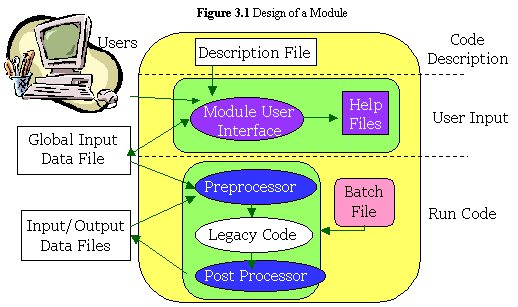 Figure 3.1 Design of a Module
Users
Description File
Code
Description
Module User
Interface
Help
Files
User Input
Global Input
Data File
Preprocessor
Batch
File
Run Code
Input/Output
Data Files
Legacy Code
Post Processor